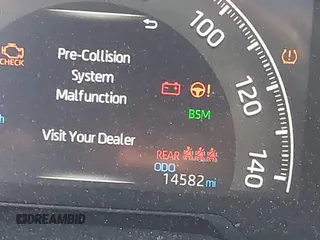 100
Pre-Collision
System
Malfunction
CHECK
120
BSM
Visit Your Dealer
REAR
ODO
14582 mi
140
DREAMBID